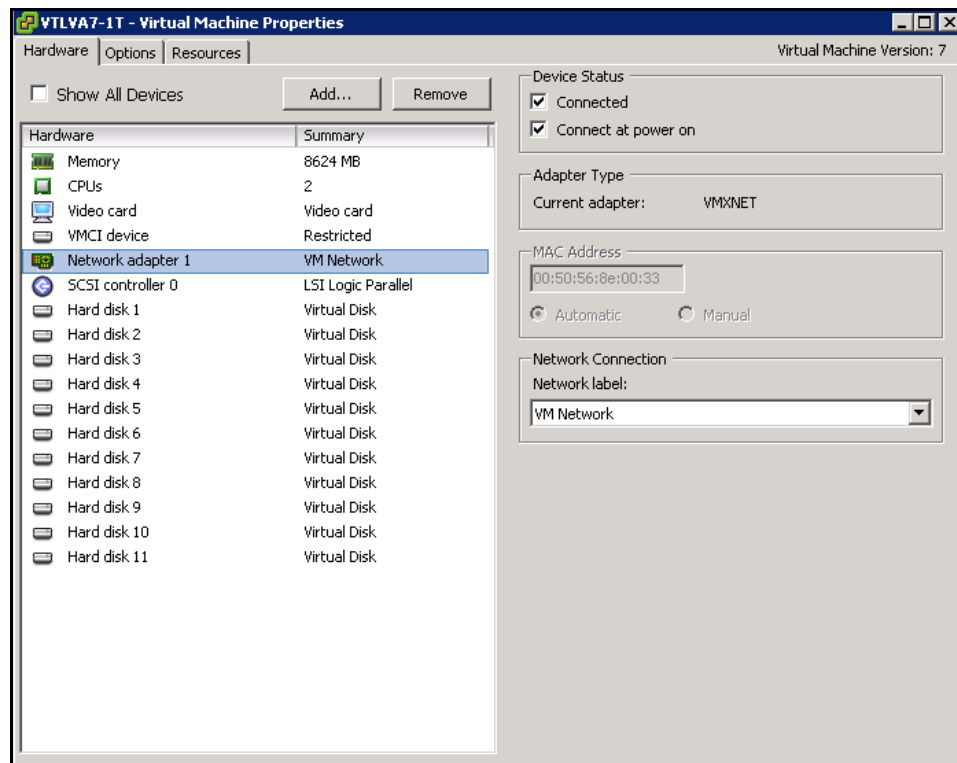 VTLVA7-1T - Virtual Machine Properties
Hardware Options Resources Virtual Machine Version: 7
Show All Devices Add... Remove
Hardware Summary
Memory 8624 MB
CPUs 2
Video card Video card
VMCI device Restricted
Network adapter 1 VM Network
SCSI controller 0 LSI Logic Parallel
Hard disk 1 Virtual Disk
Hard disk 2 Virtual Disk
Hard disk 3 Virtual Disk
Hard disk 4 Virtual Disk
Hard disk 5 Virtual Disk
Hard disk 6 Virtual Disk
Hard disk 7 Virtual Disk
Hard disk 8 Virtual Disk
Hard disk 9 Virtual Disk
Hard disk 10 Virtual Disk
Hard disk 11 Virtual Disk
Device Status
Connected
Connect at power on
Adapter Type
Current adapter: VMXNET
MAC Address
00:50:56:8e:00:33
Automatic Manual
Network Connection
Network label:
VM Network